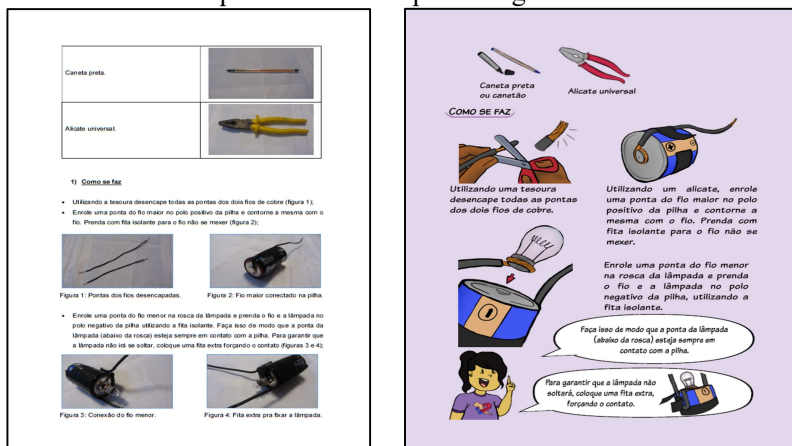 Caneta preta.
Alicate universal.
1) Como se faz
• Utilizando a tesoura desencape todas as pontas dos dois fios de cobre (figura 1);
• Enrole uma ponta do fio maior no polo positivo da pilha e contorne a mesma com o
fio. Prenda com fita isolante para o fio não se mexer (figura 2);
Figura 1: Pontas dos fios desencapadas.
Figura 2: Fio maior conectado na pilha.
• Enrole uma ponta do fio menor na rosca da lâmpada e prenda o fio e a lâmpada no
polo negativo da pilha utilizando a fita isolante. Faça isso de modo que a ponta da
lâmpada (abaixo da rosca) esteja sempre em contato com a pilha. Para garantir que
a lâmpada não irá se soltar, coloque uma fita extra forçando o contato (figuras 3 e 4);
Figura 3: Conexão do fio menor.
Figura 4: Fita extra pra fixar a lâmpada.
Caneta preta
ou canetão
Alicate universal
COMO SE FAZ
Utilizando uma tesoura
desencape todas as pontas
dos dois fios de cobre.
Utilizando um alicate, enrole
uma ponta do fio maior no polo
positivo da pilha e contorne a
mesma com o fio. Prenda com
fita isolante para o fio não se
mexer.
Enrole uma ponta do fio menor
na rosca da lâmpada e prenda
o fio e a lâmpada no polo
negativo da pilha, utilizando a
fita isolante.
Faça isso de modo que a ponta da lâmpada
(abaixo da rosca) esteja sempre em
contato com a pilha.
Para garantir que a lâmpada não
soltará, coloque uma fita extra,
forçando o contato.